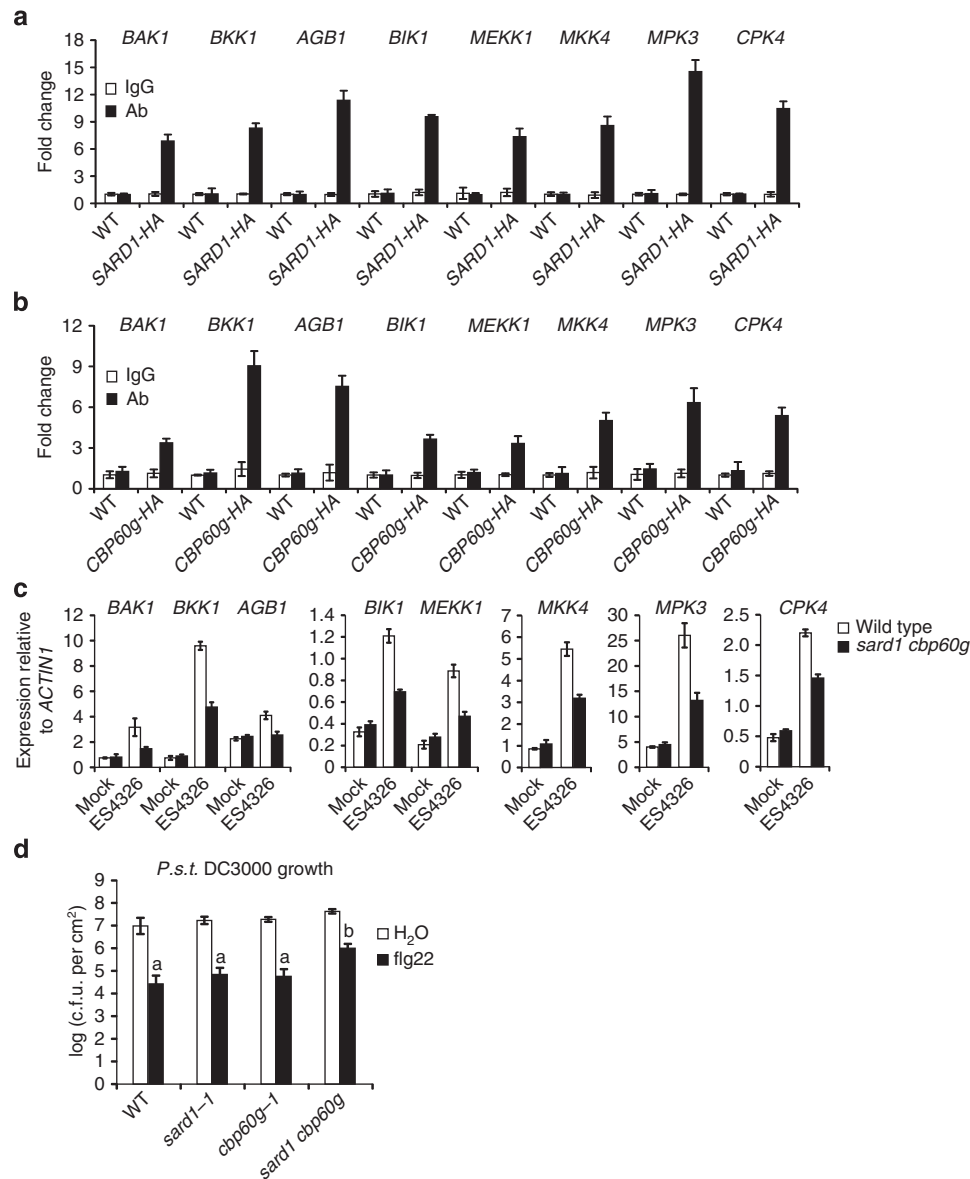 a
BAK1 BKK1 AGB1 BIK1 MEKK1 MKK4 MPK3 CPK4
Fold change
18
15
12
9
6
3
0
IgG
Ab
WT SARD1-HA WT SARD1-HA WT SARD1-HA WT SARD1-HA WT SARD1-HA WT SARD1-HA WT SARD1-HA WT SARD1-HA
b
BAK1 BKK1 AGB1 BIK1 MEKK1 MKK4 MPK3 CPK4
Fold change
12
9
6
3
0
IgG
Ab
WT CBP60g-HA WT CBP60g-HA WT CBP60g-HA WT CBP60g-HA WT CBP60g-HA WT CBP60g-HA WT CBP60g-HA WT CBP60g-HA
c
Expression relative
to ACTIN1
BAK1 BKK1 AGB1
12
10
8
6
4
2
0
Mock ES4326 Mock ES4326 Mock ES4326
BIK1 MEKK1
1.4
1.2
1.0
0.8
0.6
0.4
0.2
0
Mock ES4326 Mock ES4326
MKK4
7
6
5
4
3
2
1
0
Mock ES4326
MPK3
30
25
20
15
10
5
0
Mock ES4326
CPK4
2.5
2.0
1.5
1.0
0.5
0
Mock ES4326
Wild type
sard1 cbp60g
d
P.s.t. DC3000 growth
log (c.f.u. per cm2)
9
8
7
6
5
4
3
2
1
0
a a a b
H2O
flg22
WT sard1–1 cbp60g–1 sard1 cbp60g